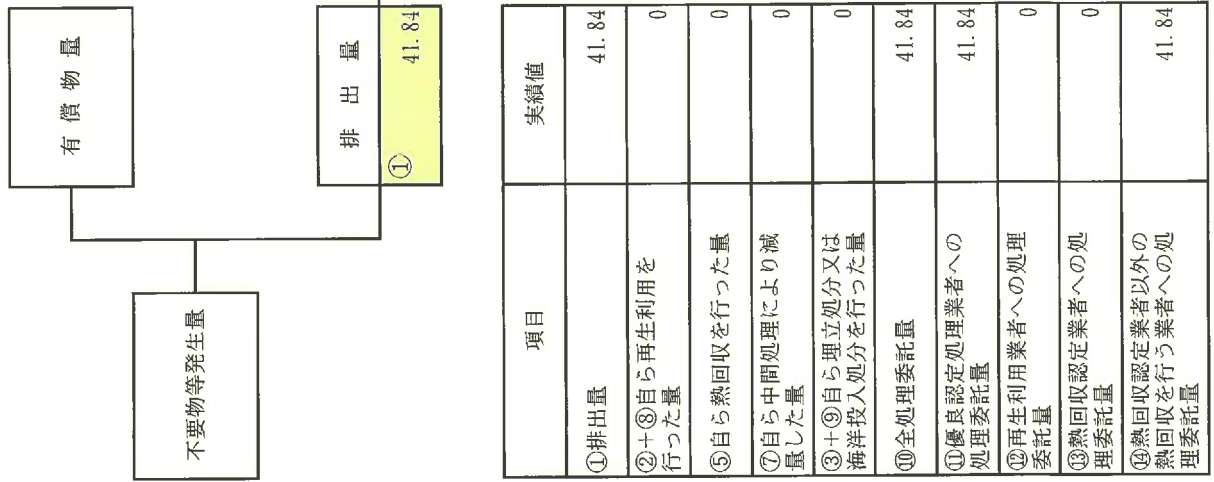 有償物量
不要物等発生量
排出量
① 41.84
項目 実績値
①排出量 41.84
②+⑧自ら再生利用を
行った量 0
⑤自ら熱回収を行った量 0
⑦自ら中間処理により減
量した量 0
③+⑨自ら埋立処分又は
海洋投入処分を行った量 0
⑩全処理委託量 41.84
⑪優良認定処理業者への
処理委託量 41.84
⑫再生利用業者への処理
委託量 0
⑬熱回収認定業者への処
理委託量 0
⑭熱回収認定業者以外の
熱回収を行う業者への処
理委託量 41.84